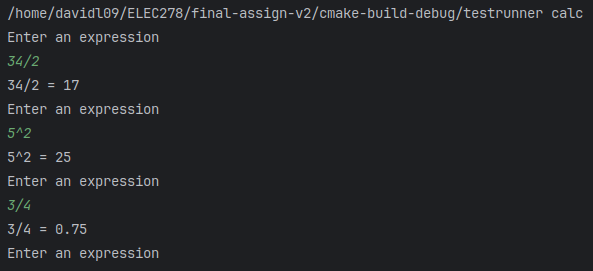 /home/davidl09/ELEC278/final-assign-v2/cmake-build-debug/testrunner calc
Enter an expression
34/2
34/2 = 17
Enter an expression
5^2
5^2 = 25
Enter an expression
3/4
3/4 = 0.75
Enter an expression